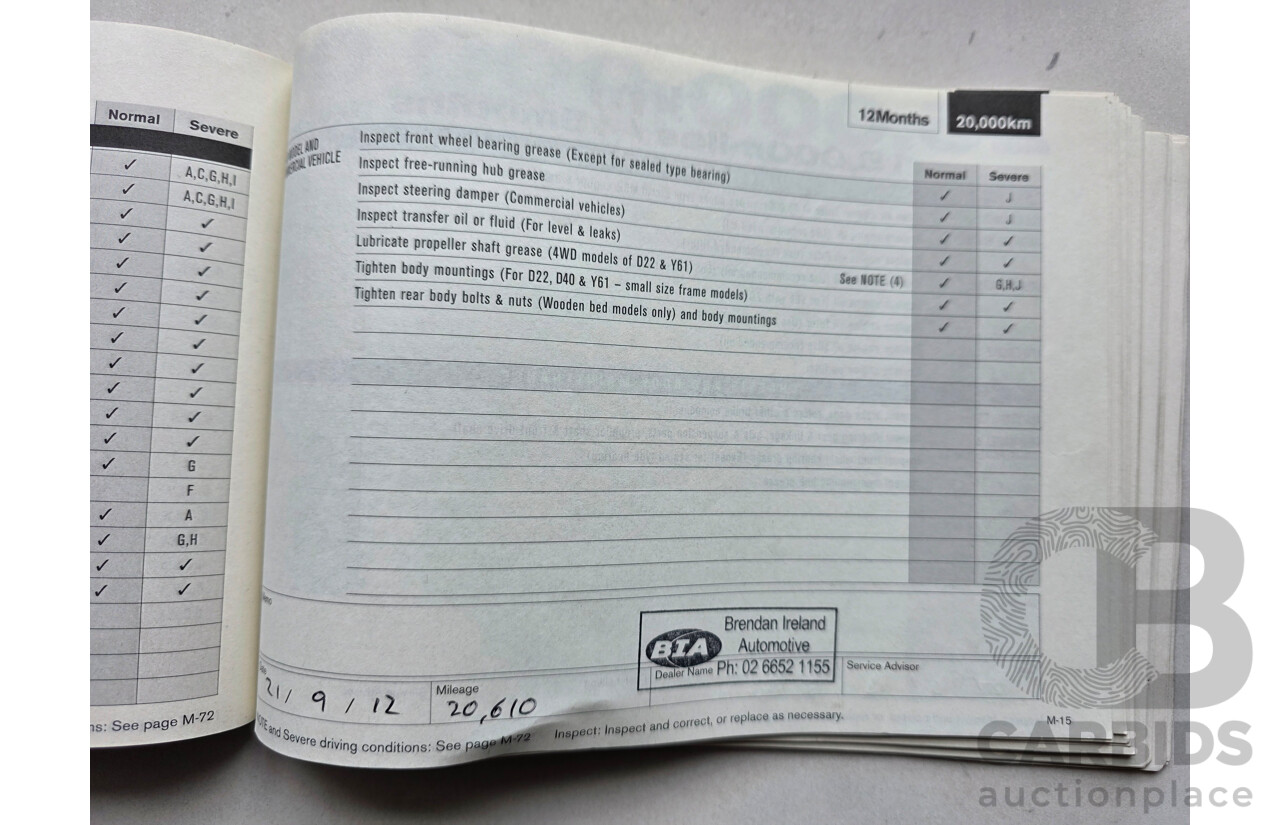 Normal Severe
✓ A,C,G,H,I
✓ A,C,G,H,I
✓ ✓
✓ ✓
✓ ✓
✓ ✓
✓ ✓
✓ ✓
✓ ✓
✓ ✓
✓ ✓
✓ ✓
✓ G
F
✓ A
✓ G,H
✓ ✓
✓ ✓
See page M-72
12Months 20,000km
Normal Severe
AND
VEHICLE
Inspect front wheel bearing grease (Except for sealed type bearing) ✓ J
Inspect free-running hub grease ✓ J
Inspect steering damper (Commercial vehicles) ✓ ✓
Inspect transfer oil or fluid (For level & leaks) ✓ ✓
Lubricate propeller shaft grease (4WD models of D22 & Y61) See NOTE (4) ✓ G,H,J
Tighten body mountings (For D22, D40 & Y61 – small size frame models) ✓ ✓
Tighten rear body bolts & nuts (Wooden bed models only) and body mountings ✓ ✓
BIA
Brendan Ireland
Automotive
Ph: 02 6652 1155
Dealer Name
Service Advisor
21 / 9 / 12
Mileage
20,610
and Severe driving conditions: See page M-72
Inspect: Inspect and correct, or replace as necessary.
M-15
CB
CARBIDS
auctionplace